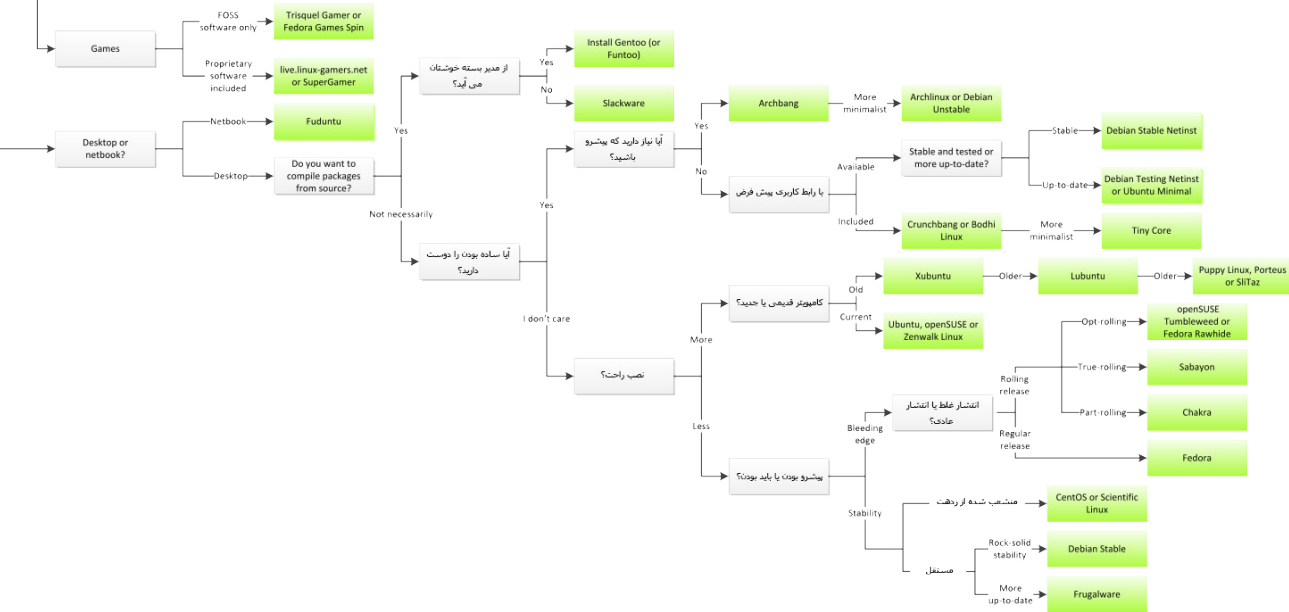 Games
FOSS
software only
Trisquel Gamer or
Fedora Games Spin
Proprietary
software
included
live.linux-gamers.net
or SuperGamer
Desktop or
netbook?
Netbook
Fuduntu
Desktop
Do you want to
compile packages
from source?
Yes
از مدیر بسته خوشتان
می آید؟
Yes
Install Gentoo (or
Funtoo)
No
Slackware
Not necessarily
آیا ساده بودن را دوست
دارید؟
Yes
آیا نیاز دارید که پیشرو
باشید؟
Yes
Archbang
More
minimalist
Archlinux or Debian
Unstable
No
با رابط کاربری پیش فرض
Available
Stable and tested or
more up-to-date?
Stable
Debian Stable Netinst
Up-to-date
Debian Testing Netinst
or Ubuntu Minimal
Included
Crunchbang or Bodhi
Linux
More
minimalist
Tiny Core
I don't care
نصب راحت؟
More
کامپیوتر قدیمی یا جدید؟
Old
Xubuntu
Older
Lubuntu
Older
Puppy Linux, Porteus
or SliTaz
Current
Ubuntu, openSUSE or
Zenwalk Linux
Less
پیشرو بودن یا باید بودن؟
Bleeding
edge
انتشار غلط یا انتشار
عادی؟
Rolling
release
Opt-rolling
openSUSE
Tumbleweed or
Fedora Rawhide
True-rolling
Sabayon
Part-rolling
Chakra
Regular
release
Fedora
Stability
منشعب شده از ردهت
CentOS or Scientific
Linux
مستقل
Rock-solid
stability
Debian Stable
More
up-to-date
Frugalware